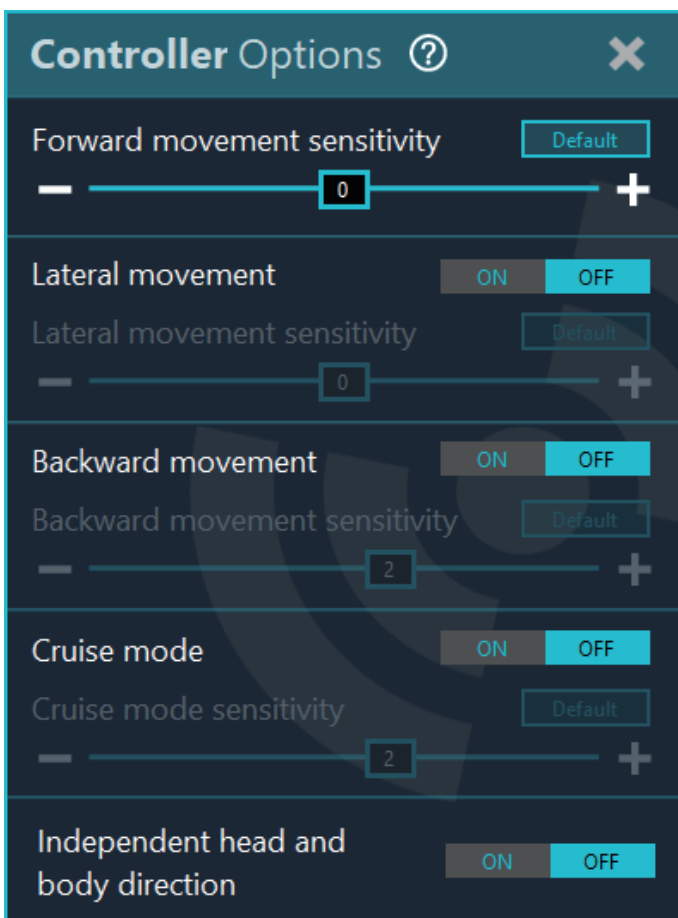 Controller Options ?
Forward movement sensitivity Default
0
Lateral movement ON OFF
Lateral movement sensitivity Default
0
Backward movement ON OFF
Backward movement sensitivity Default
2
Cruise mode ON OFF
Cruise mode sensitivity Default
2
Independent head and
body direction ON OFF